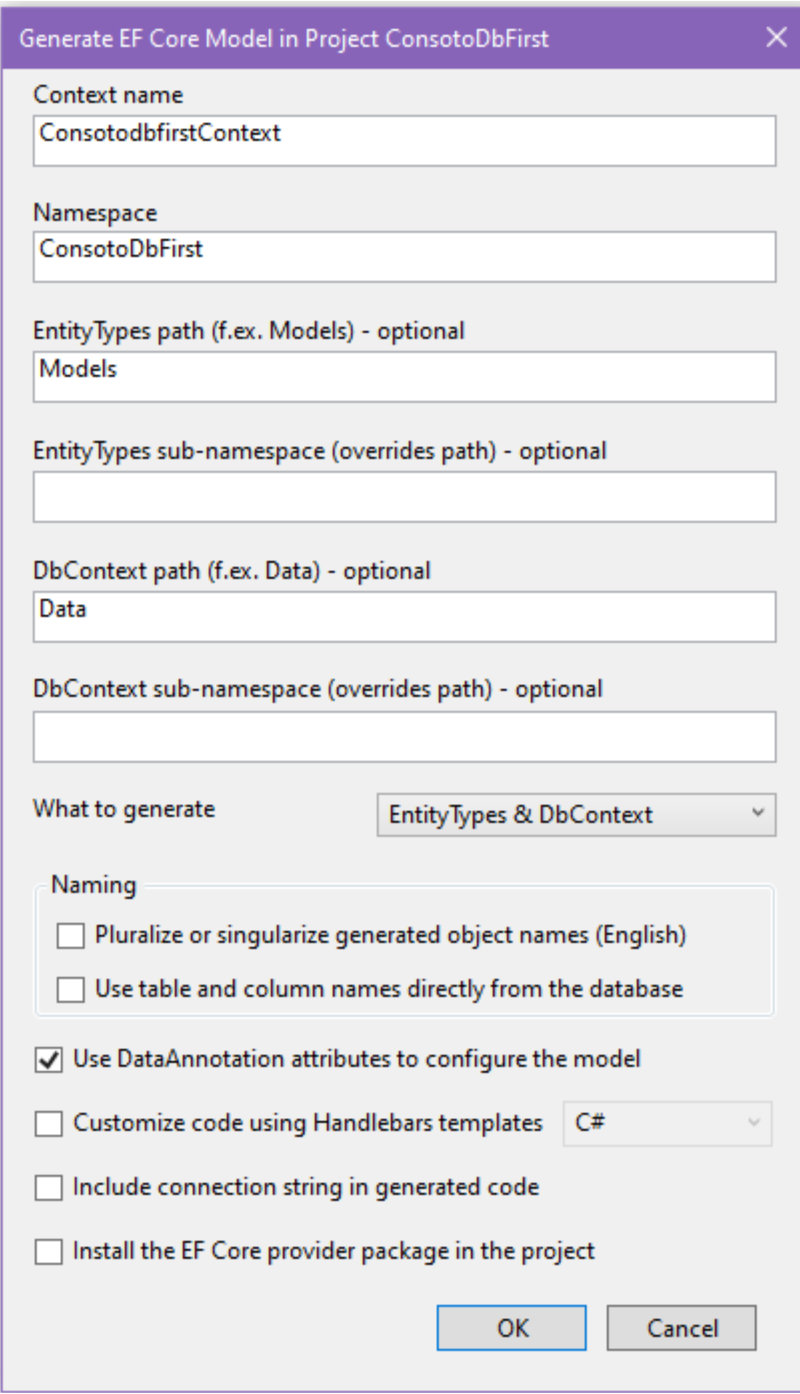 Generate EF Core Model in Project ConsotoDbFirst
Context name
ConsotodbfirstContext
Namespace
ConsotoDbFirst
EntityTypes path (f.ex. Models) - optional
Models
EntityTypes sub-namespace (overrides path) - optional
DbContext path (f.ex. Data) - optional
Data
DbContext sub-namespace (overrides path) - optional
What to generate EntityTypes & DbContext
Naming
Pluralize or singularize generated object names (English)
Use table and column names directly from the database
Use DataAnnotation attributes to configure the model
Customize code using Handlebars templates C#
Include connection string in generated code
Install the EF Core provider package in the project
OK Cancel